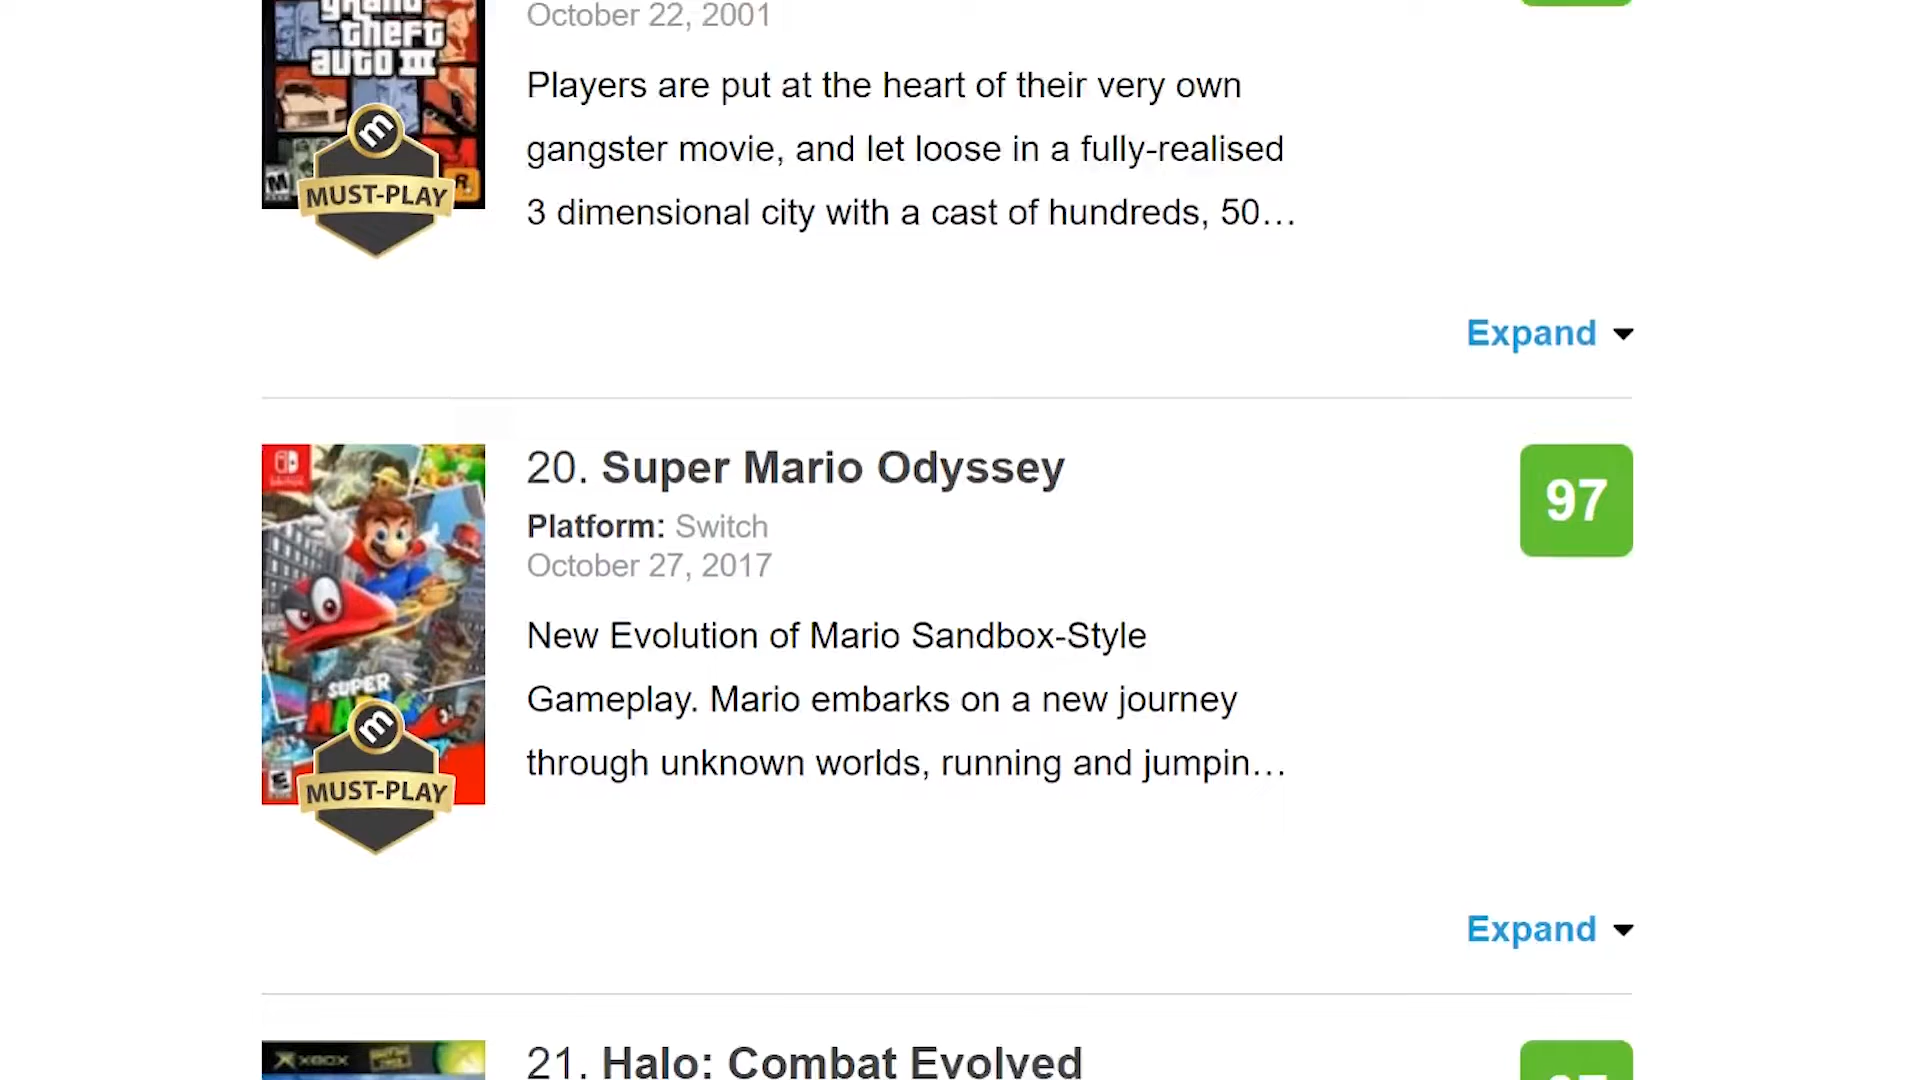 grand
theft
auto III
October 22, 2001
Players are put at the heart of their very own
gangster movie, and let loose in a fully-realised
3 dimensional city with a cast of hundreds, 50…
m
M
R
MUST-PLAY
Expand
20. Super Mario Odyssey
97
Platform: Switch
October 27, 2017
New Evolution of Mario Sandbox-Style
Gameplay. Mario embarks on a new journey
through unknown worlds, running and jumpin…
SUPER
m
E
MUST-PLAY
Expand
XBOX
21. Halo: Combat Evolved